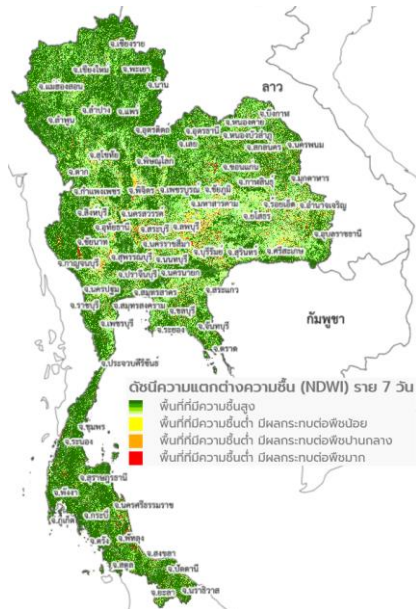 จ.เชียงราย
จ.เชียงใหม่ จ.พะเยา
จ.แม่ฮ่องสอน จ.น่าน
จ.ลำปาง จ.แพร่
จ.ลำพูน
ลาว
จ.บึงกาฬ
จ.หนองคาย
จ.อุตรดิตถ์ จ.อุดรธานี จ.หนองบัวลำภู
จ.เลย จ.สกลนคร จ.นครพนม
จ.สุโขทัย จ.พิษณุโลก
จ.ตาก จ.ขอนแก่น จ.มุกดาหาร
จ.กำแพงเพชร จ.พิจิตร จ.เพชรบูรณ์ จ.ชัยภูมิ จ.กาฬสินธุ์
จ.มหาสารคาม จ.ร้อยเอ็ด จ.อำนาจเจริญ
จ.สิงห์บุรี จ.นครสวรรค์ จ.ยโสธร
จ.อุทัยธานี จ.สระบุรี จ.ลพบุรี จ.อุบลราชธานี
จ.ชัยนาท จ.นครราชสีมา จ.บุรีรัมย์ จ.สุรินทร์ จ.ศรีสะเกษ
จ.กาญจนบุรี จ.สุพรรณบุรี จ.นนทบุรี
จ.ปราจีนบุรี จ.นครนายก
จ.นครปฐม จ.สมุทรสาคร จ.สระแก้ว
จ.ราชบุรี จ.สมุทรสงคราม จ.ชลบุรี
จ.เพชรบุรี จ.ระยอง จ.จันทบุรี
กัมพูชา
จ.ตราด
จ.ประจวบคีรีขันธ์
ดัชนีความแตกต่างความชื้น (NDWI) ราย 7 วัน
พื้นที่ที่มีความชื้นสูง
พื้นที่ที่มีความชื้นต่ำ มีผลกระทบต่อพืชน้อย
พื้นที่ที่มีความชื้นต่ำ มีผลกระทบต่อพืชปานกลาง
พื้นที่ที่มีความชื้นต่ำ มีผลกระทบต่อพืชมาก
จ.ชุมพร
จ.ระนอง
จ.สุราษฎร์ธานี
จ.พังงา
จ.นครศรีธรรมราช
จ.ภูเก็ต จ.กระบี่
จ.ตรัง จ.พัทลุง
จ.สงขลา
จ.สตูล จ.ปัตตานี
จ.ยะลา จ.นราธิวาส